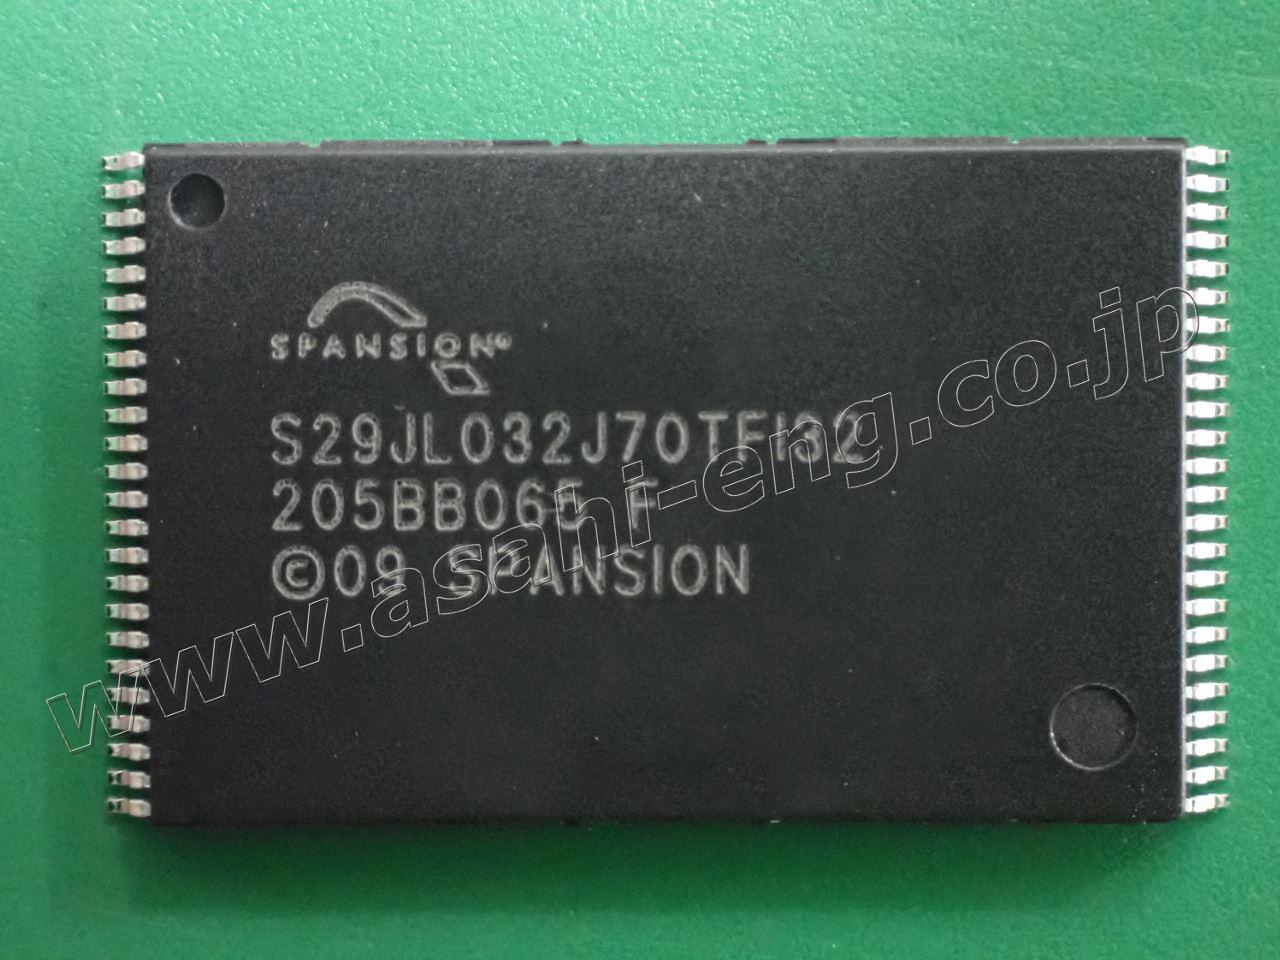 SPANSION®
S29JL032J70TFI32
205BB065 F
©09 SPANSION
www.asahi-eng.co.jp